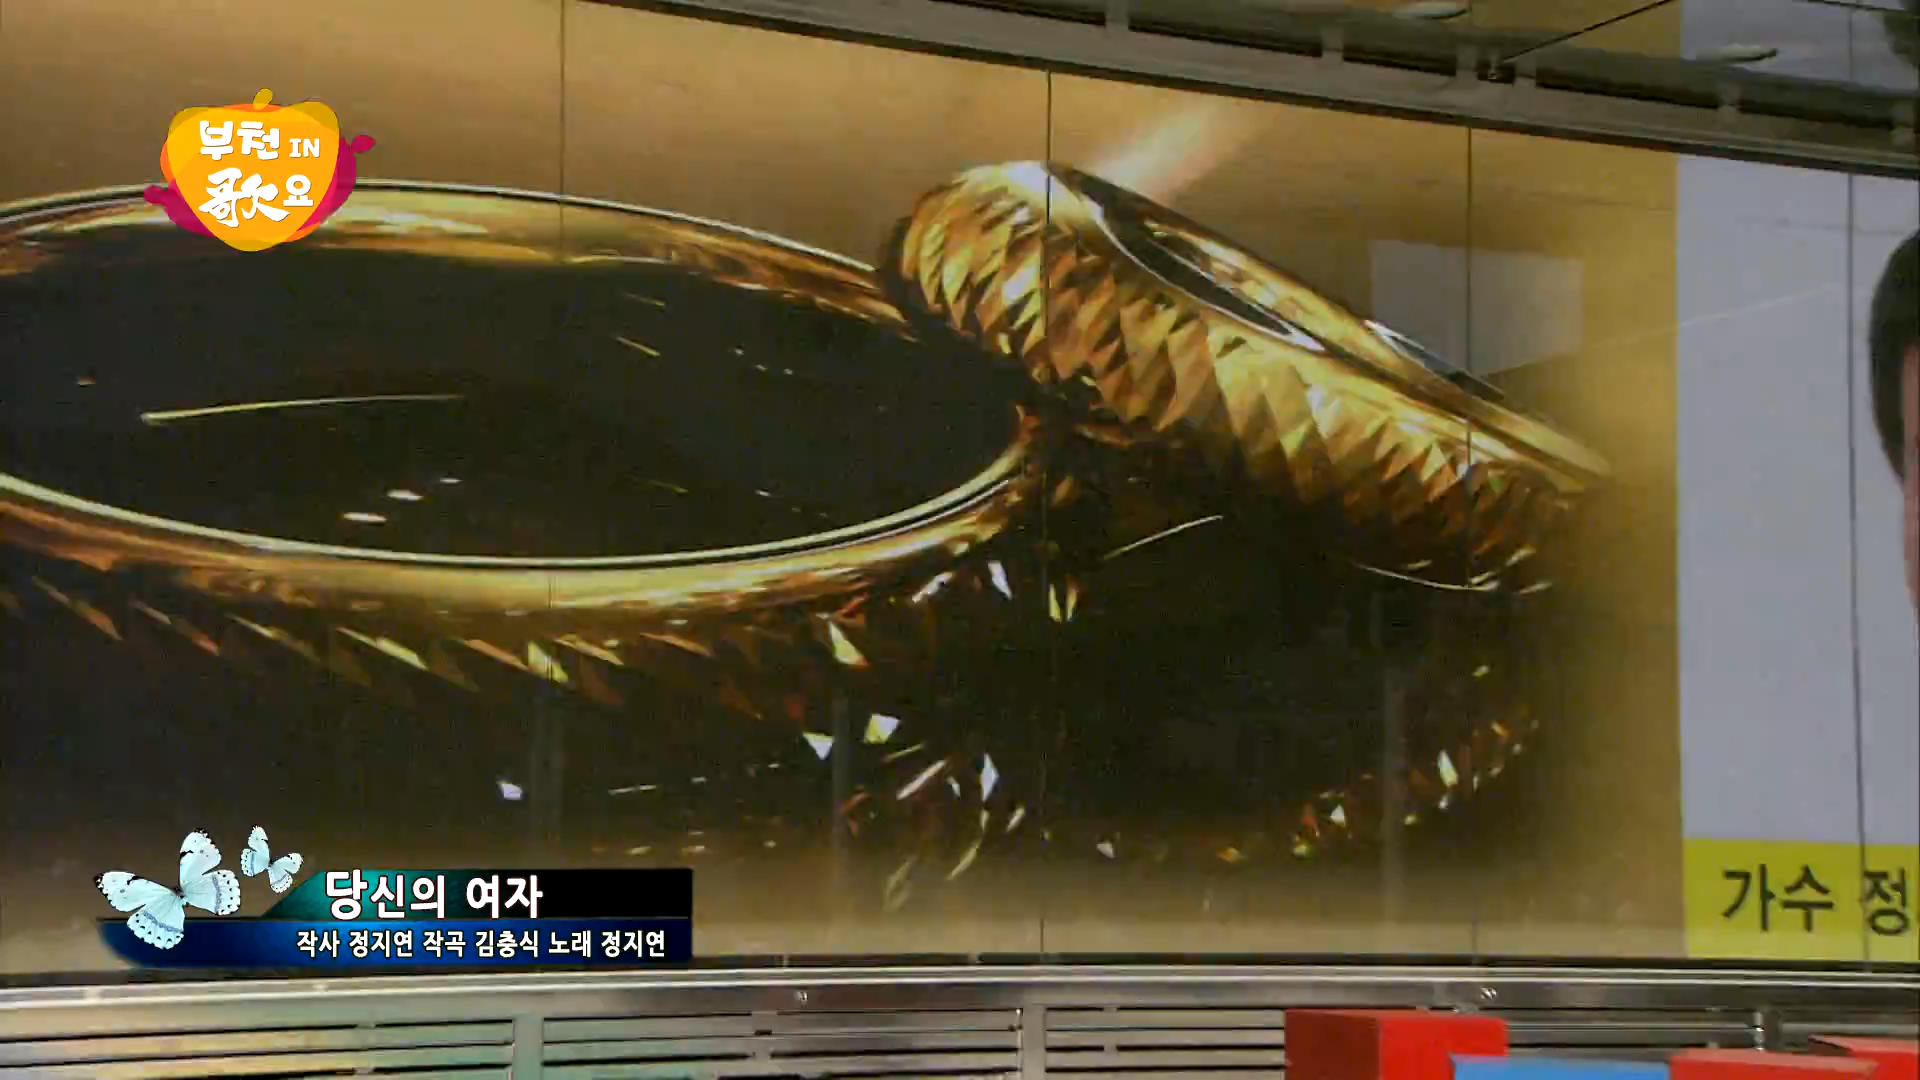 부천 IN
歌요
당신의 여자
작사 정지연 작곡 김충식 노래 정지연
가수 정